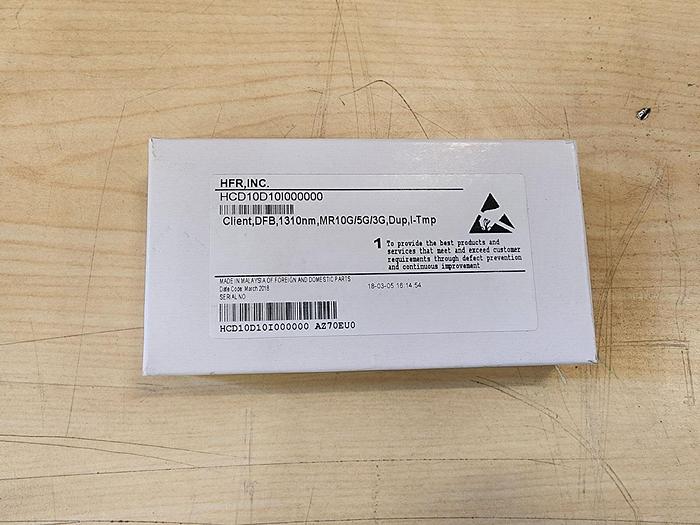 HFR,INC.
HCD10D10I000000
Client,DFB,1310nm,MR10G/5G/3G,Dup,I-Tmp
1 To provide the best products and
services that meet and exceed customer
requirements through defect prevention
and continuous improvement
MADE IN MALAYSIA OF FOREIGN AND DOMESTIC PARTS
Date Code: March 2018
18-03-05 16:14:54
SERIAL NO
HCD10D10I000000 AZ70EU0